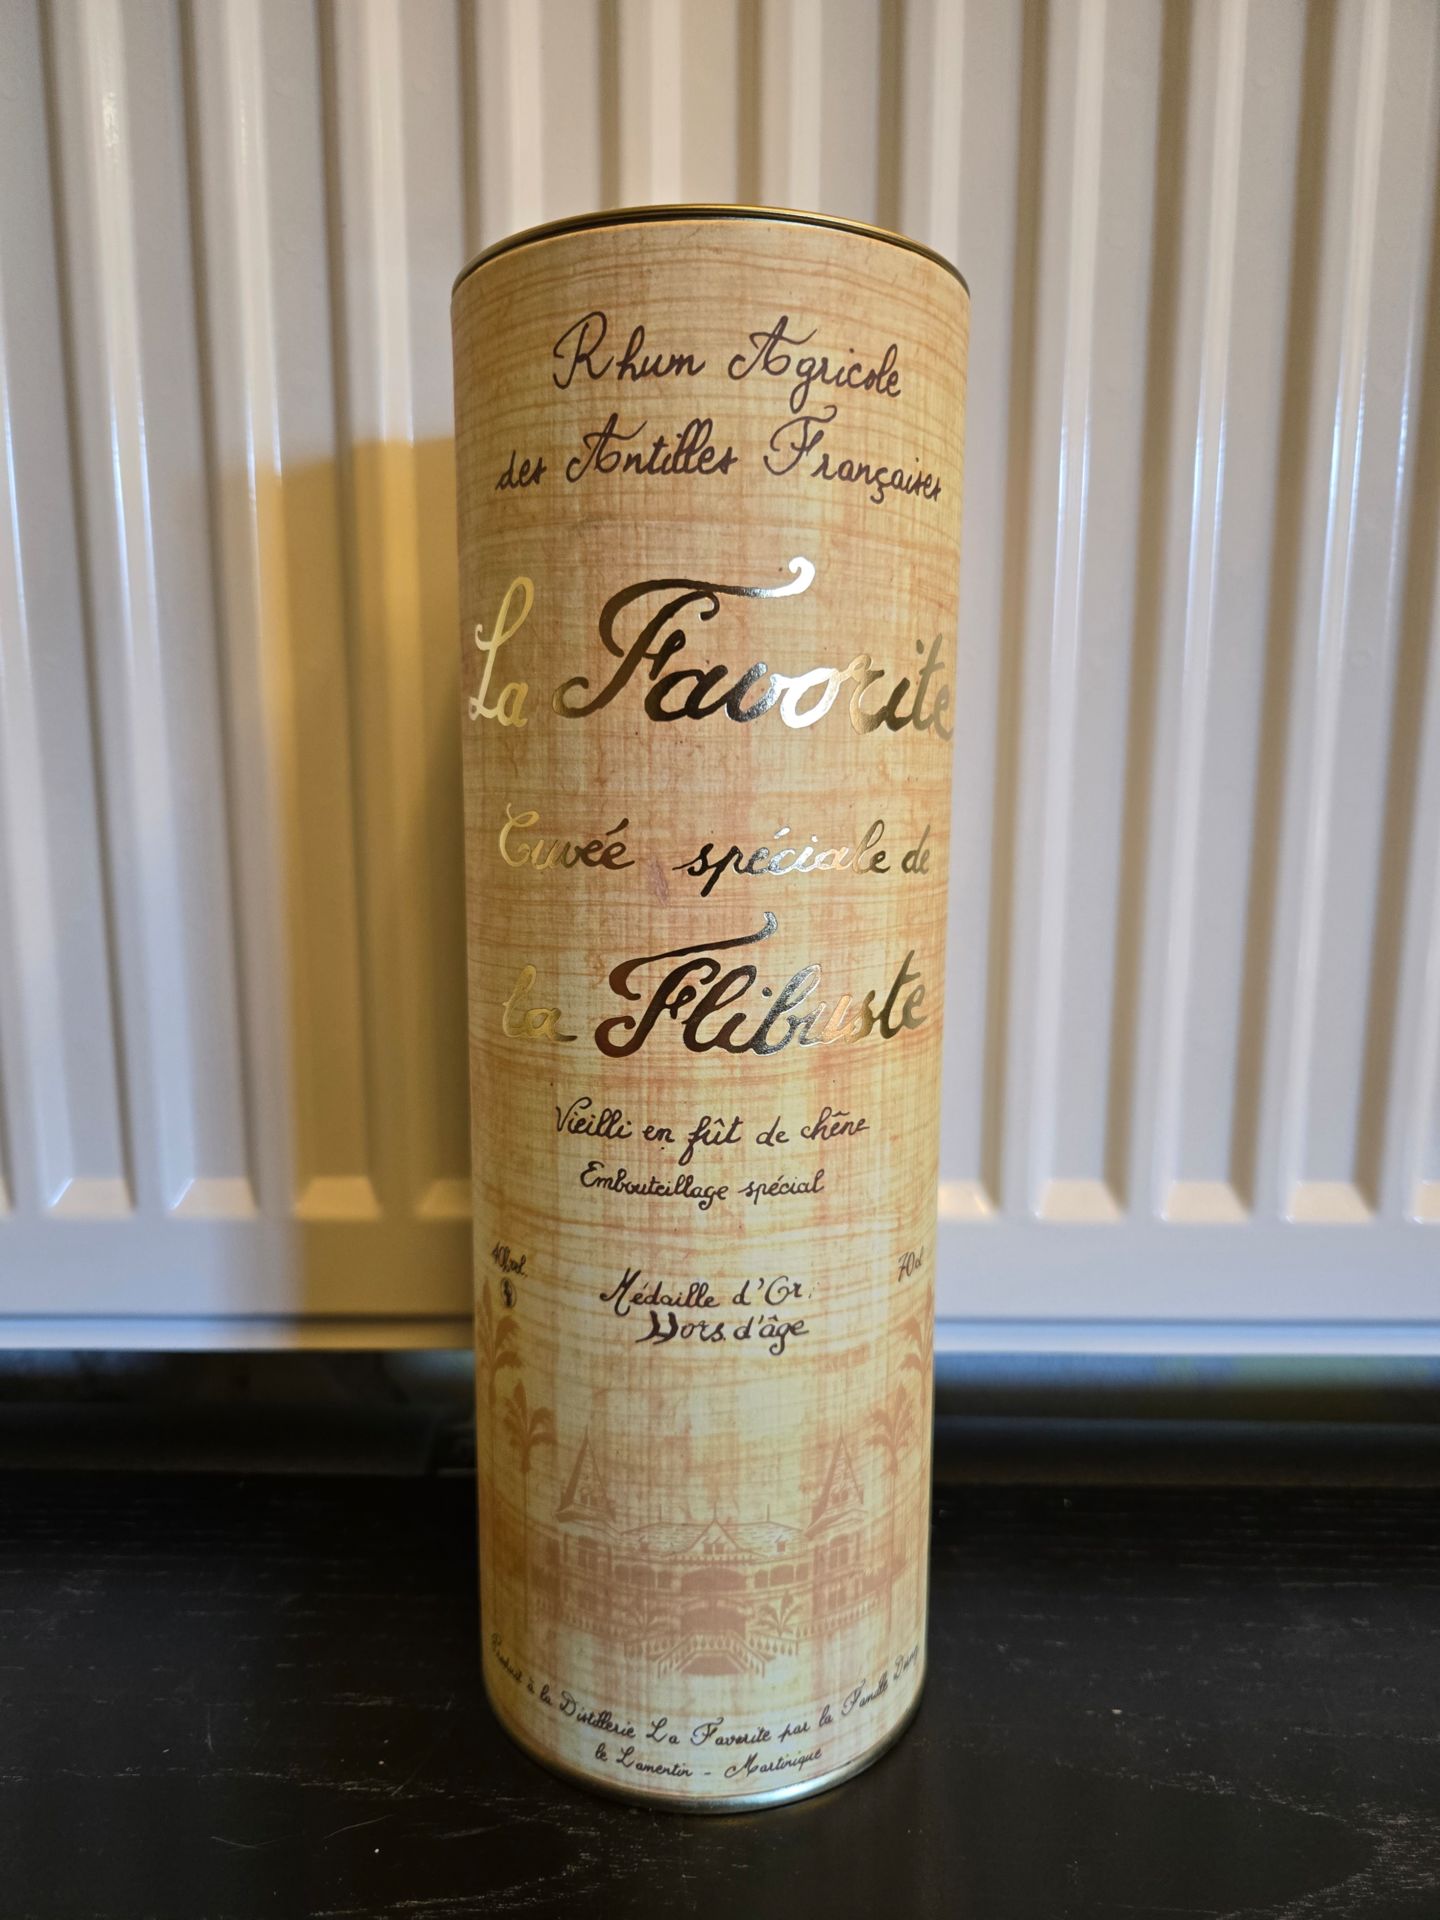 Rhum Agricole
des Antilles Françaises
La Favorite
Cuvée spéciale de
la Flibuste
Vieilli en fût de chêne
Embouteillage spécial
40%vol.
70cl
Médaille d'Or.
Hors d'âge
Produit à la Distillerie La Favorite par la Famille
le Lamentin - Martinique